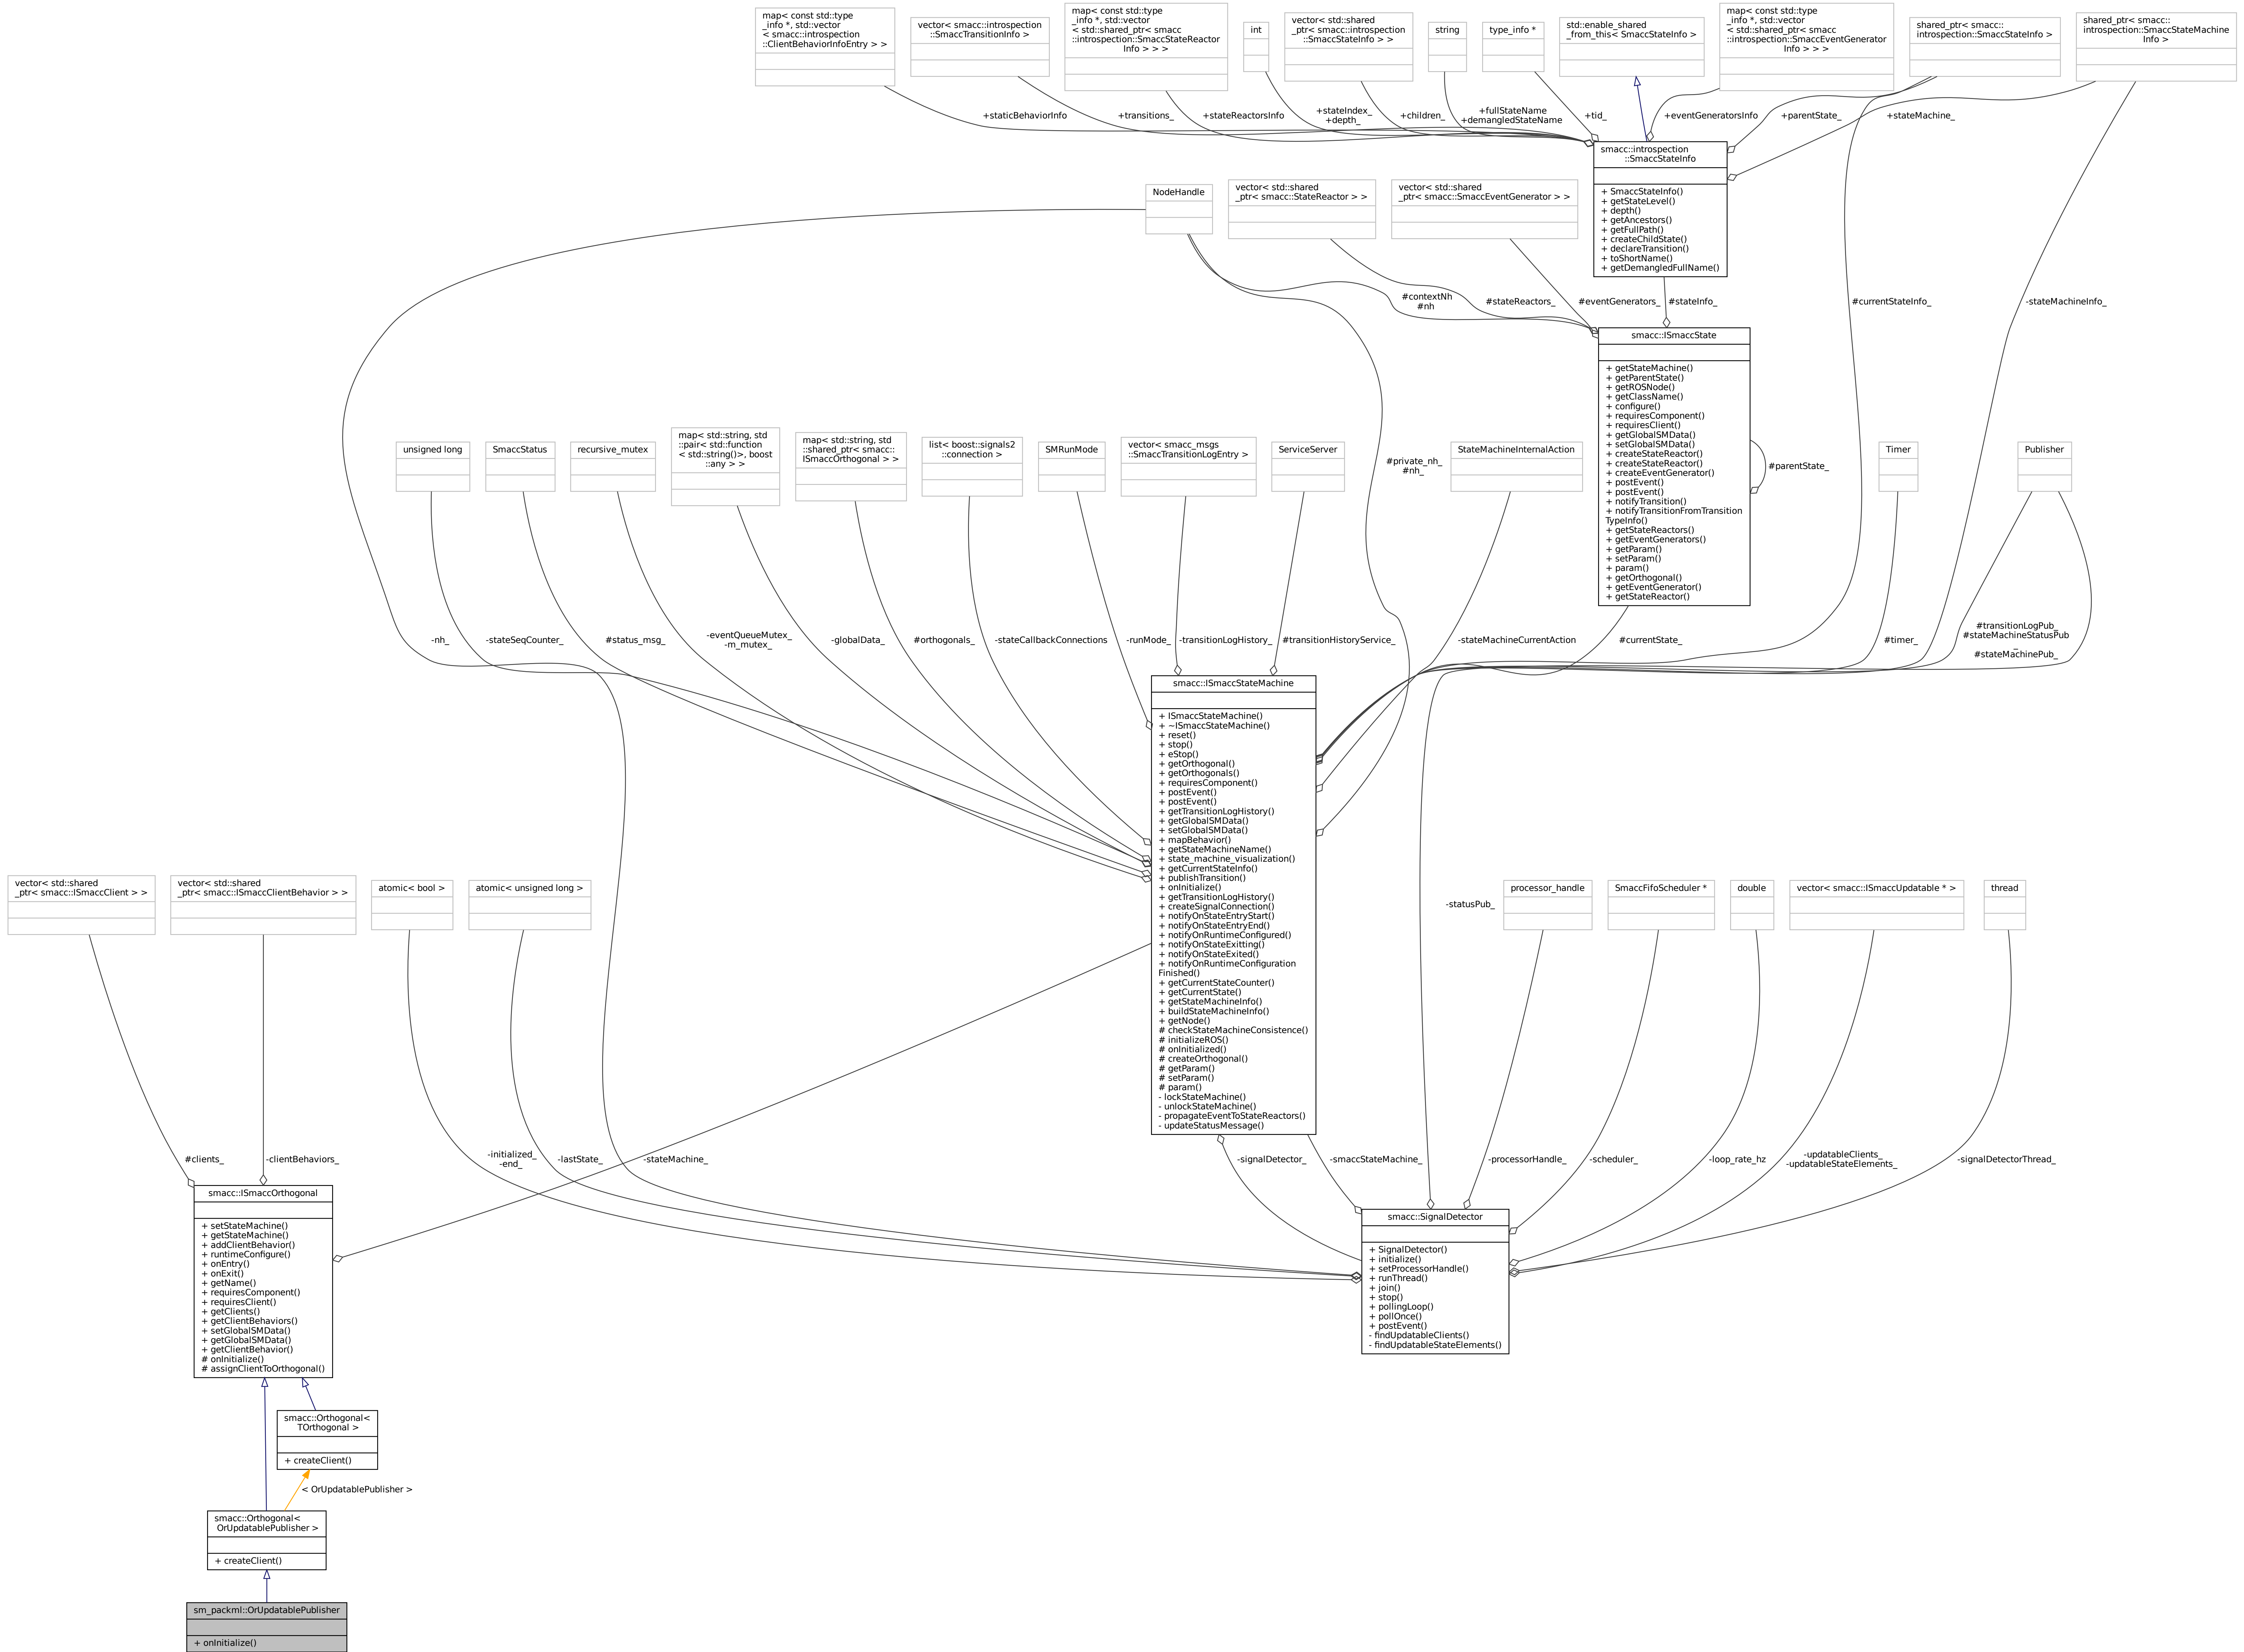 map< const std::type
_info *, std::vector
< smacc::introspection
::ClientBehaviorInfoEntry > >
vector< smacc::introspection
::SmaccTransitionInfo >
map< const std::type
_info *, std::vector
< std::shared_ptr< smacc
::introspection::SmaccStateReactor
Info > > >
int
vector< std::shared
_ptr< smacc::introspection
::SmaccStateInfo > >
string
type_info *
std::enable_shared
_from_this< SmaccStateInfo >
map< const std::type
_info *, std::vector
< std::shared_ptr< smacc
::introspection::SmaccEventGenerator
Info > > >
shared_ptr< smacc::
introspection::SmaccStateInfo >
shared_ptr< smacc::
introspection::SmaccStateMachine
Info >
+staticBehaviorInfo
+transitions_
+stateReactorsInfo
+stateIndex_
+depth_
+children_
+fullStateName
+demangledStateName
+tid_
+eventGeneratorsInfo
+parentState_
+stateMachine_
smacc::introspection
::SmaccStateInfo
+ SmaccStateInfo()
+ getStateLevel()
+ depth()
+ getAncestors()
+ getFullPath()
+ createChildState()
+ declareTransition()
+ toShortName()
+ getDemangledFullName()
NodeHandle
vector< std::shared
_ptr< smacc::StateReactor > >
vector< std::shared
_ptr< smacc::SmaccEventGenerator > >
#contextNh
#nh
#stateReactors_
#eventGenerators_
#stateInfo_
#currentStateInfo_
-stateMachineInfo_
smacc::ISmaccState
+ getStateMachine()
+ getParentState()
+ getROSNode()
+ getClassName()
+ configure()
+ requiresComponent()
+ requiresClient()
+ getGlobalSMData()
+ setGlobalSMData()
+ createStateReactor()
+ createStateReactor()
+ createEventGenerator()
+ postEvent()
+ postEvent()
+ notifyTransition()
+ notifyTransitionFromTransition
TypeInfo()
+ getStateReactors()
+ getEventGenerators()
+ getParam()
+ setParam()
+ param()
+ getOrthogonal()
+ getEventGenerator()
+ getStateReactor()
#parentState_
unsigned long
SmaccStatus
recursive_mutex
map< std::string, std
::pair< std::function
< std::string()>, boost
::any > >
map< std::string, std
::shared_ptr< smacc::
ISmaccOrthogonal > >
list< boost::signals2
::connection >
SMRunMode
vector< smacc_msgs
::SmaccTransitionLogEntry >
ServiceServer
#private_nh_
#nh_
StateMachineInternalAction
Timer
Publisher
-nh_
-stateSeqCounter_
#status_msg_
-eventQueueMutex_
-m_mutex_
-globalData_
#orthogonals_
-stateCallbackConnections
-runMode_
-transitionLogHistory_
#transitionHistoryService_
-stateMachineCurrentAction
#currentState_
#timer_
#transitionLogPub_
#stateMachineStatusPub
_
#stateMachinePub_
smacc::ISmaccStateMachine
+ ISmaccStateMachine()
+ ~ISmaccStateMachine()
+ reset()
+ stop()
+ eStop()
+ getOrthogonal()
+ getOrthogonals()
+ requiresComponent()
+ postEvent()
+ postEvent()
+ getTransitionLogHistory()
+ getGlobalSMData()
+ setGlobalSMData()
+ mapBehavior()
+ getStateMachineName()
+ state_machine_visualization()
+ getCurrentStateInfo()
+ publishTransition()
+ onInitialize()
+ getTransitionLogHistory()
+ createSignalConnection()
+ notifyOnStateEntryStart()
+ notifyOnStateEntryEnd()
+ notifyOnRuntimeConfigured()
+ notifyOnStateExitting()
+ notifyOnStateExited()
+ notifyOnRuntimeConfiguration
Finished()
+ getCurrentStateCounter()
+ getCurrentState()
+ getStateMachineInfo()
+ buildStateMachineInfo()
+ getNode()
# checkStateMachineConsistence()
# initializeROS()
# onInitialized()
# createOrthogonal()
# getParam()
# setParam()
# param()
- lockStateMachine()
- unlockStateMachine()
- propagateEventToStateReactors()
- updateStatusMessage()
vector< std::shared
_ptr< smacc::ISmaccClient > >
vector< std::shared
_ptr< smacc::ISmaccClientBehavior > >
atomic< bool >
atomic< unsigned long >
-statusPub_
processor_handle
SmaccFifoScheduler *
double
vector< smacc::ISmaccUpdatable * >
thread
#clients_
-clientBehaviors_
-initialized_
-end_
-lastState_
-stateMachine_
-signalDetector_
-smaccStateMachine_
-processorHandle_
-scheduler_
-loop_rate_hz
-updatableClients_
-updatableStateElements_
-signalDetectorThread_
smacc::ISmaccOrthogonal
+ setStateMachine()
+ getStateMachine()
+ addClientBehavior()
+ runtimeConfigure()
+ onEntry()
+ onExit()
+ getName()
+ requiresComponent()
+ requiresClient()
+ getClients()
+ getClientBehaviors()
+ setGlobalSMData()
+ getGlobalSMData()
+ getClientBehavior()
# onInitialize()
# assignClientToOrthogonal()
smacc::SignalDetector
+ SignalDetector()
+ initialize()
+ setProcessorHandle()
+ runThread()
+ join()
+ stop()
+ pollingLoop()
+ pollOnce()
+ postEvent()
- findUpdatableClients()
- findUpdatableStateElements()
smacc::Orthogonal<
TOrthogonal >
+ createClient()
< OrUpdatablePublisher >
smacc::Orthogonal<
OrUpdatablePublisher >
+ createClient()
sm_packml::OrUpdatablePublisher
+ onInitialize()